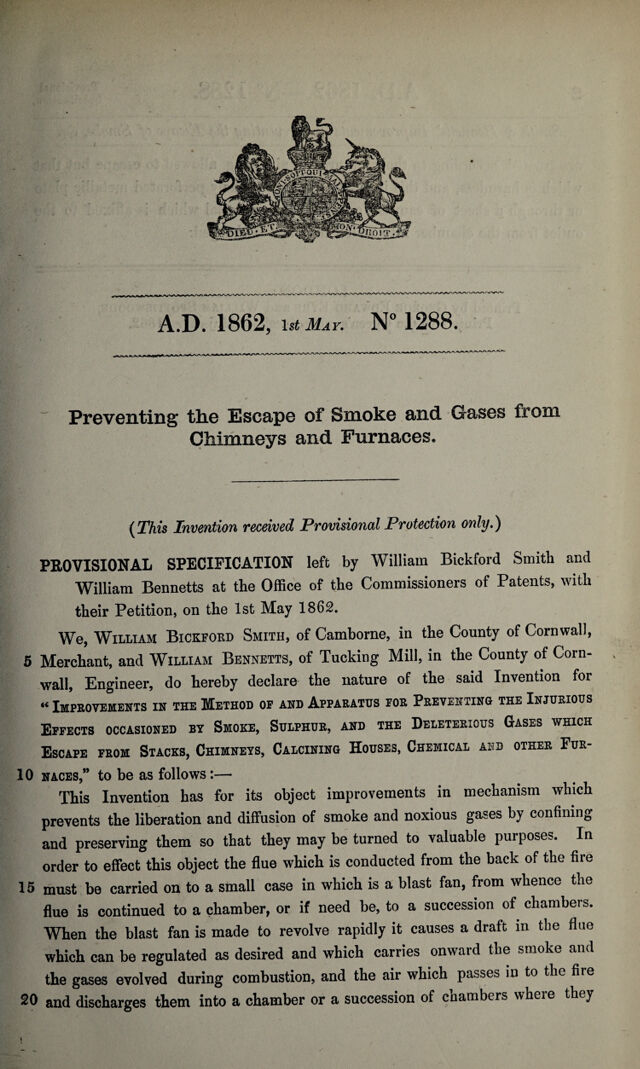 HONI SOIT QUI
DIEU·ET MON·DROIT
A.D. 1862, 1st MAY. N° 1288.
Preventing the Escape of Smoke and Gases from
Chimneys and Furnaces.
(This Invention received Provisional Protection only.)
PROVISIONAL SPECIFICATION left by William Bickford Smith and
William Bennetts at the Office of the Commissioners of Patents, with
their Petition, on the 1st May 1862.
We, WILLIAM BICKFORD SMITH, of Camborne, in the County of Cornwall,
5 Merchant, and WILLIAM BENNETTS, of Tucking Mill, in the County of Corn-
wall, Engineer, do hereby declare the nature of the said Invention for
“ IMPROVEMENTS IN THE METHOD OF AND APPARATUS FOR PREVENTING THE INJURIOUS
EFFECTS OCCASIONED BY SMOKE, SULPHUR, AND THE DELETERIOUS GASES WHICH
ESCAPE FROM STACKS, CHIMNEYS, CALCINING HOUSES, CHEMICAL AND OTHER FUR-
10 NACES,” to be as follows :—
This Invention has for its object improvements in mechanism which
prevents the liberation and diffusion of smoke and noxious gases by confining
and preserving them so that they may be turned to valuable purposes. In
order to effect this object the flue which is conducted from the back of the fire
15 must be carried on to a small case in which is a blast fan, from whence the
flue is continued to a chamber, or if need be, to a succession of chambers.
When the blast fan is made to revolve rapidly it causes a draft in the flue
which can be regulated as desired and which carries onward the smoke and
the gases evolved during combustion, and the air which passes in to the fire
20 and discharges them into a chamber or a succession of chambers where they